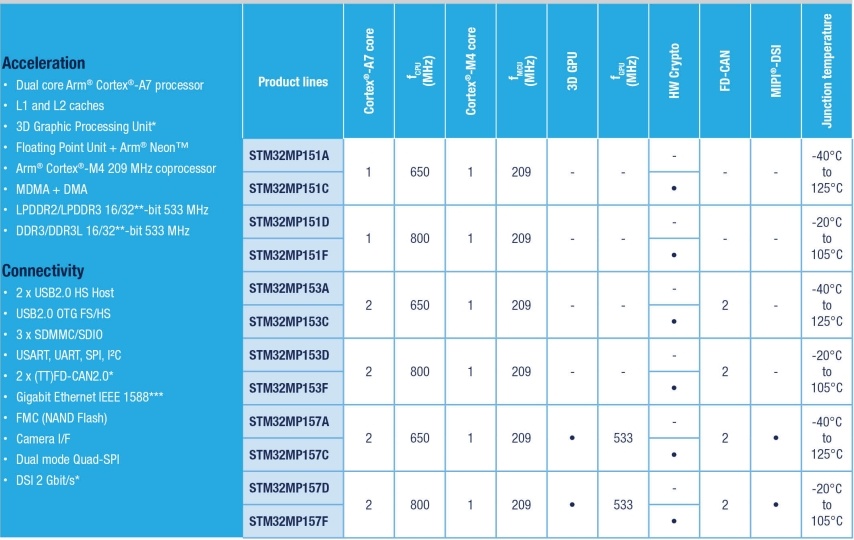 Acceleration
• Dual core Arm® Cortex®-A7 processor
• L1 and L2 caches
• 3D Graphic Processing Unit*
• Floating Point Unit + Arm® Neon™
• Arm® Cortex®-M4 209 MHz coprocessor
• MDMA + DMA
• LPDDR2/LPDDR3 16/32**-bit 533 MHz
• DDR3/DDR3L 16/32**-bit 533 MHz
Connectivity
• 2 x USB2.0 HS Host
• USB2.0 OTG FS/HS
• 3 x SDMMC/SDIO
• USART, UART, SPI, I²C
• 2 x (TT)FD-CAN2.0*
• Gigabit Ethernet IEEE 1588***
• FMC (NAND Flash)
• Camera I/F
• Dual mode Quad-SPI
• DSI 2 Gbit/s*
Product lines
Cortex®-A7 core
fCPU
(MHz)
Cortex®-M4 core
fMCU
(MHz)
3D GPU
fGPU
(MHz)
HW Crypto
FD-CAN
MIPI®-DSI
Junction temperature
STM32MP151A
STM32MP151C
1 650 1 209 - - - • - - -40°C
to
125°C
STM32MP151D
STM32MP151F
1 800 1 209 - - - • - - -20°C
to
105°C
STM32MP153A
STM32MP153C
2 650 1 209 - - - • 2 - -40°C
to
125°C
STM32MP153D
STM32MP153F
2 800 1 209 - - - • 2 - -20°C
to
105°C
STM32MP157A
STM32MP157C
2 650 1 209 • 533 - • 2 • -40°C
to
125°C
STM32MP157D
STM32MP157F
2 800 1 209 • 533 - • 2 • -20°C
to
105°C